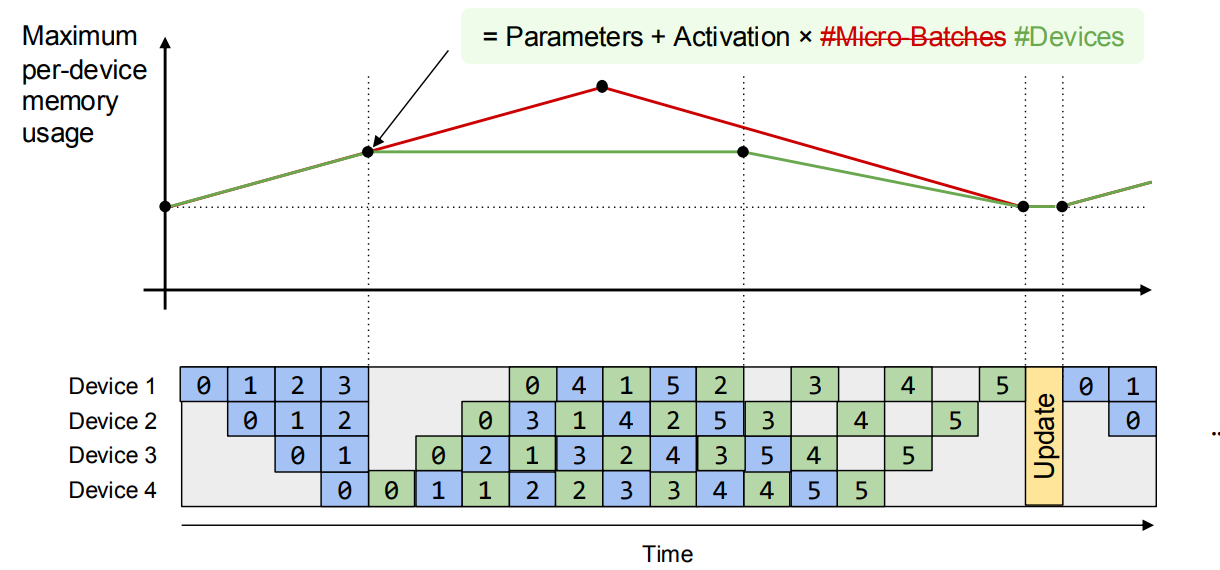 = Parameters + Activation × #Micro-Batches #Devices
Maximum
per-device
memory
usage
Device 1 0 1 2 3 0 4 1 5 2 3 4 5 0 1
Device 2 0 1 2 0 3 1 4 2 5 3 4 5 0
Device 3 0 1 0 2 1 3 2 4 3 5 4 5
Device 4 0 0 1 1 2 2 3 3 4 4 5 5
Update
..
Time